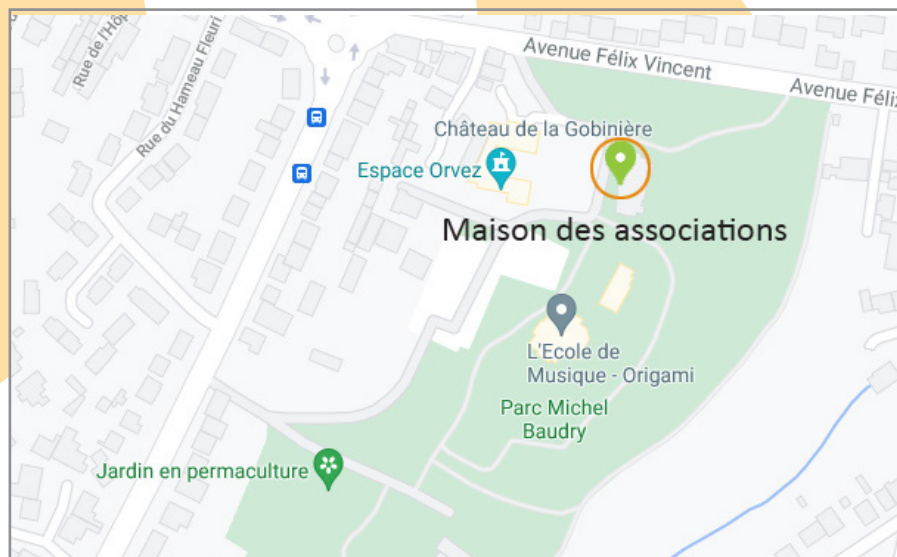 Rue de l'Hôp
Rue du Hameau Fleuri
Avenue Félix Vincent
Avenue Féli
Château de la Gobinière
Espace Orvez
Maison des associations
L'Ecole de
Musique - Origami
Parc Michel
Baudry
Jardin en permaculture